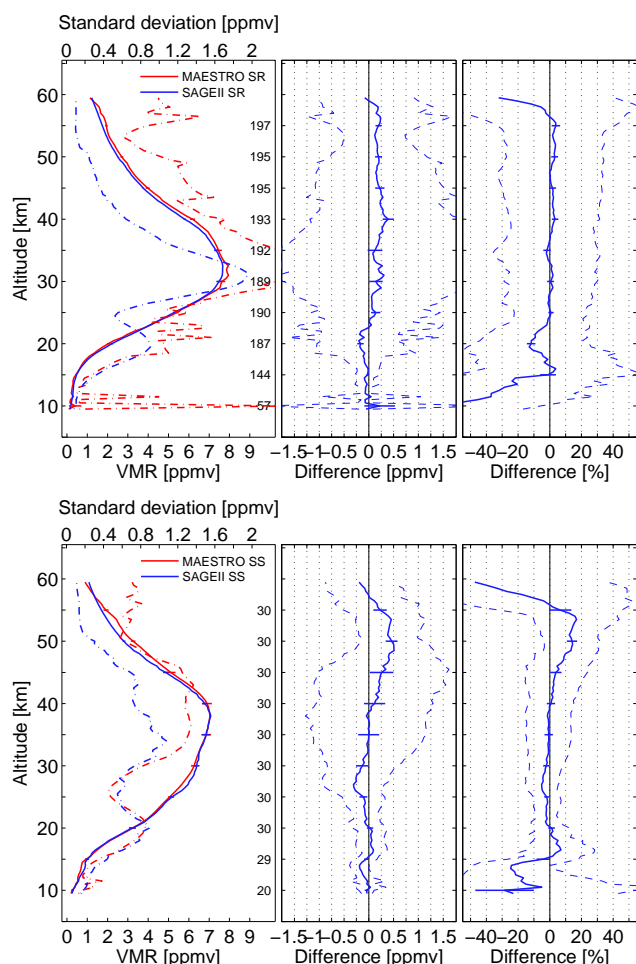 Standard deviation [ppmv]
0 0.4 0.8 1.2 1.6 2
MAESTRO SR
SAGEII SR
60
50
40
30
20
10
Altitude [km]
197
195
195
193
192
189
190
187
144
57
0 1 2 3 4 5 6 7 8 9
VMR [ppmv]
−1.5−1−0.5 0 0.5 1 1.5
Difference [ppmv]
−40−20 0 20 40
Difference [%]
Standard deviation [ppmv]
0 0.4 0.8 1.2 1.6 2
MAESTRO SS
SAGEII SS
60
50
40
30
20
10
Altitude [km]
30
30
30
30
30
30
30
30
29
20
0 1 2 3 4 5 6 7 8 9
VMR [ppmv]
−1.5−1−0.5 0 0.5 1 1.5
Difference [ppmv]
−40−20 0 20 40
Difference [%]